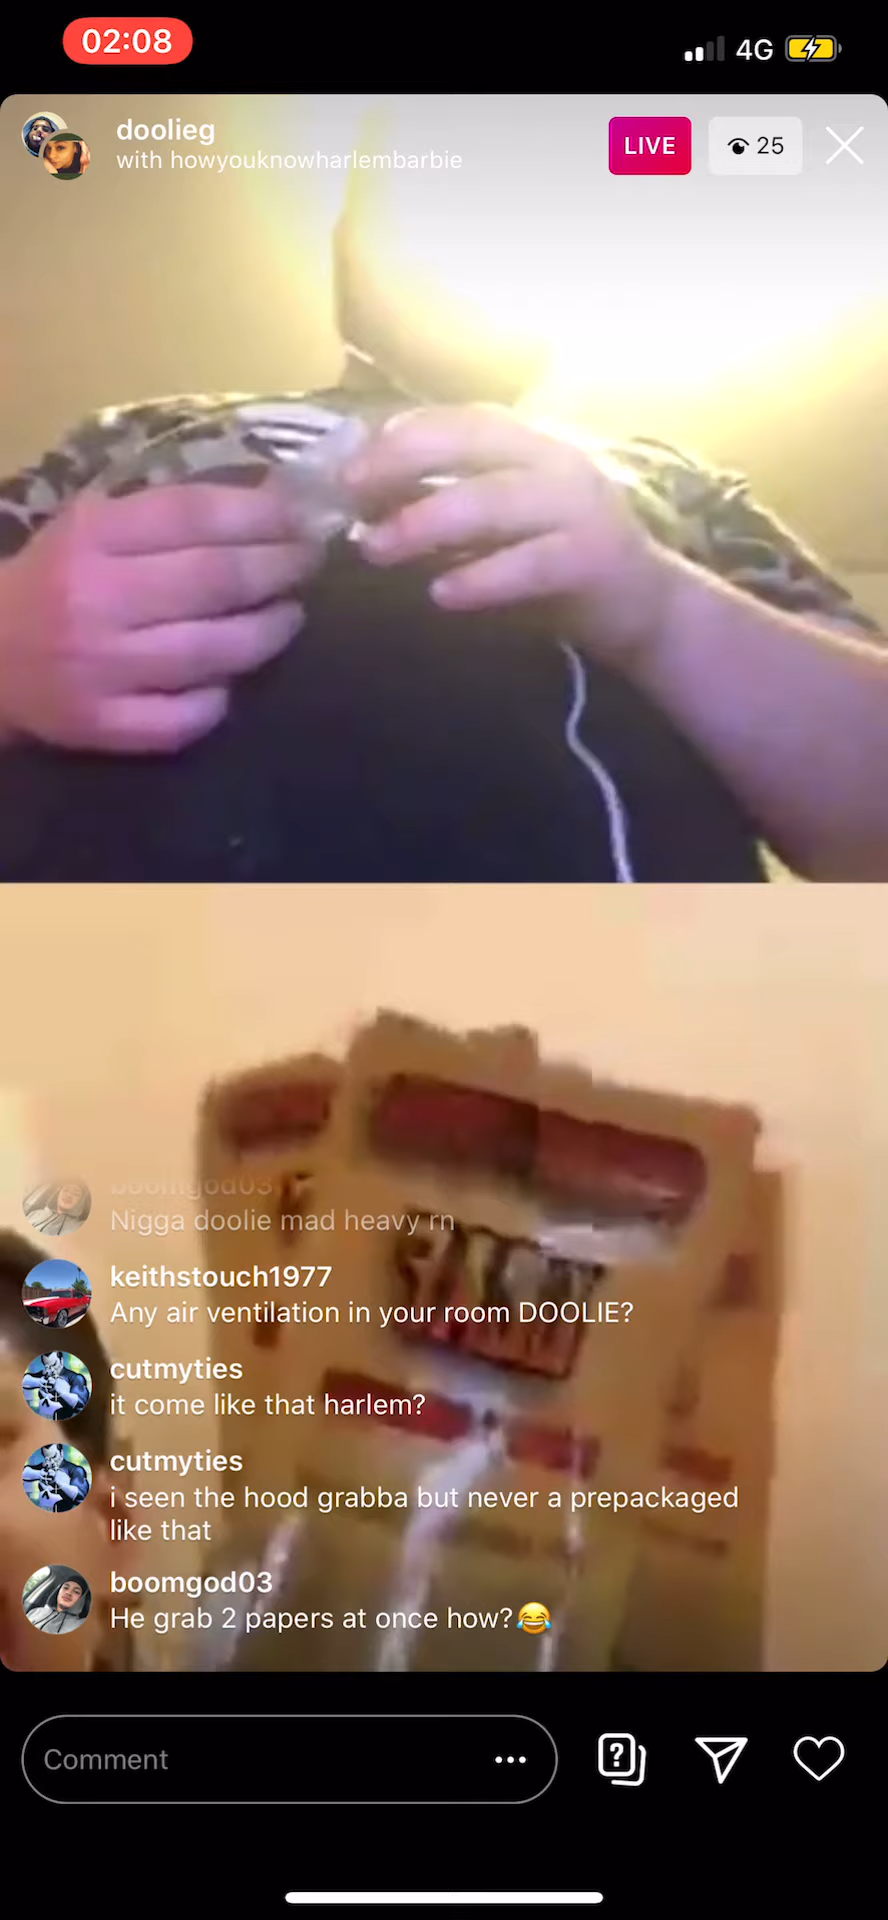 02:08
4G
doolieg
with howyouknowharlembarbie
LIVE
25
boomgod03
Nigga doolie mad heavy rn
keithstouch1977
Any air ventilation in your room DOOLIE?
cutmyties
it come like that harlem?
cutmyties
i seen the hood grabba but never a prepackaged
like that
boomgod03
He grab 2 papers at once how?😂
Comment